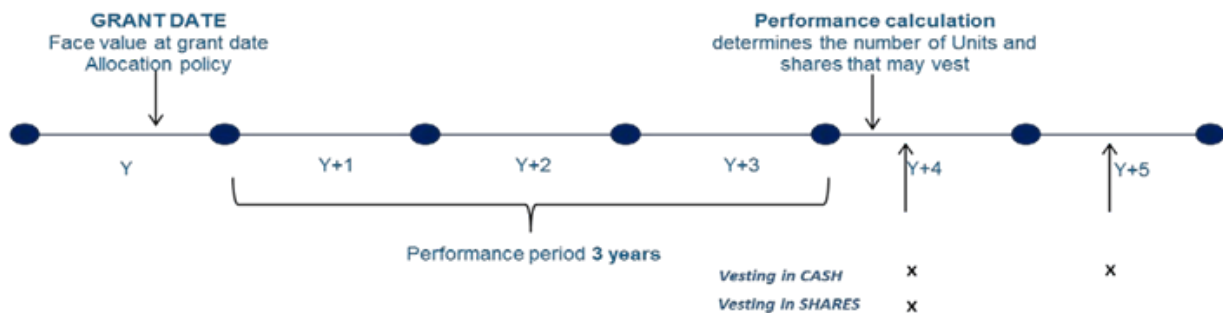 GRANT DATE
Face value at grant date
Allocation policy
Performance calculation
determines the number of Units and
shares that may vest
Y
Y+1
Y+2
Y+3
Y+4
Y+5
Performance period 3 years
Vesting in CASH x x
Vesting in SHARES x